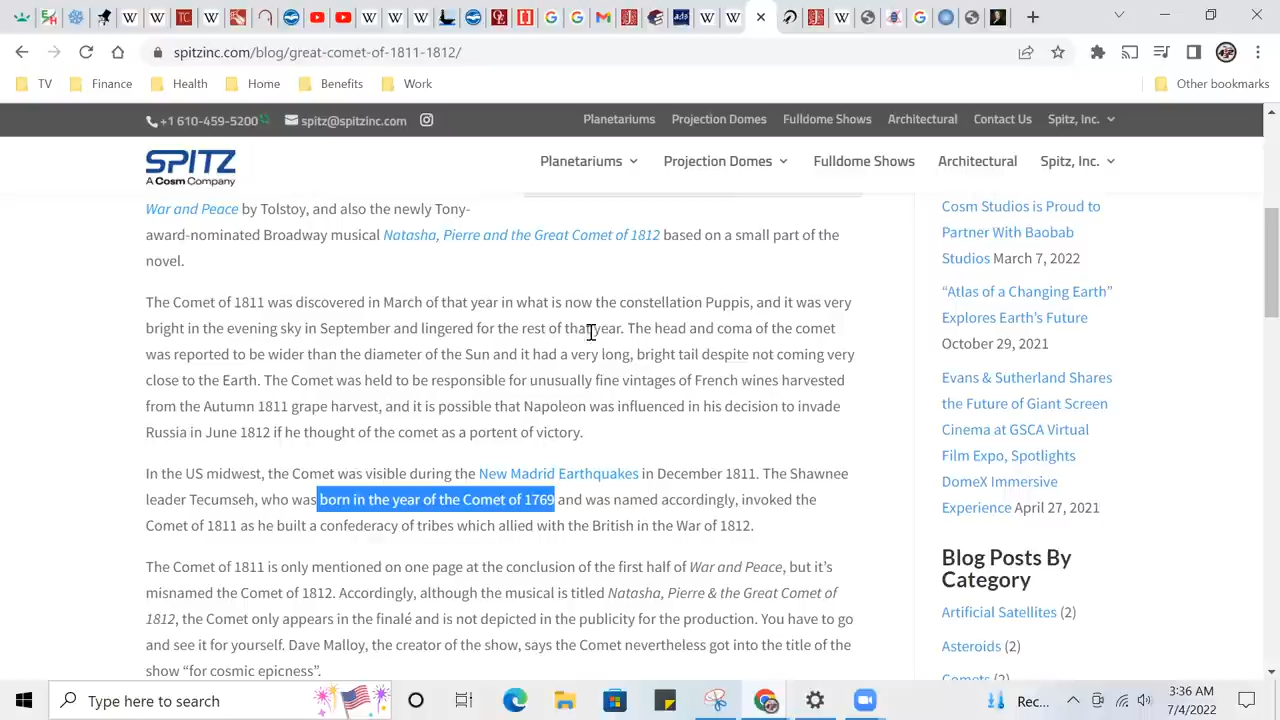 spitzinc.com/blog/great-comet-of-1811-1812/
TV
Finance
Health
Home
Benefits
Work
Other bookmarks
+1 610-459-5200
spitz@spitzinc.com
Planetariums
Projection Domes
Fulldome Shows
Architectural
Contact Us
Spitz, Inc.
SPITZ
A Cosm Company
Planetariums
Projection Domes
Fulldome Shows
Architectural
Spitz, Inc.
War and Peace by Tolstoy, and also the newly Tony-
award-nominated Broadway musical Natasha, Pierre and the Great Comet of 1812 based on a small part of the
novel.
The Comet of 1811 was discovered in March of that year in what is now the constellation Puppis, and it was very
bright in the evening sky in September and lingered for the rest of that year. The head and coma of the comet
was reported to be wider than the diameter of the Sun and it had a very long, bright tail despite not coming very
close to the Earth. The Comet was held to be responsible for unusually fine vintages of French wines harvested
from the Autumn 1811 grape harvest, and it is possible that Napoleon was influenced in his decision to invade
Russia in June 1812 if he thought of the comet as a portent of victory.
In the US midwest, the Comet was visible during the New Madrid Earthquakes in December 1811. The Shawnee
leader Tecumseh, who was born in the year of the Comet of 1769 and was named accordingly, invoked the
Comet of 1811 as he built a confederacy of tribes which allied with the British in the War of 1812.
The Comet of 1811 is only mentioned on one page at the conclusion of the first half of War and Peace, but it's
misnamed the Comet of 1812. Accordingly, although the musical is titled Natasha, Pierre & the Great Comet of
1812, the Comet only appears in the finalé and is not depicted in the publicity for the production. You have to go
and see it for yourself. Dave Malloy, the creator of the show, says the Comet nevertheless got into the title of the
show “for cosmic epicness”.
Cosm Studios is Proud to
Partner With Baobab
Studios March 7, 2022
“Atlas of a Changing Earth”
Explores Earth’s Future
October 29, 2021
Evans & Sutherland Shares
the Future of Giant Screen
Cinema at GSCA Virtual
Film Expo, Spotlights
DomeX Immersive
Experience April 27, 2021
Blog Posts By
Category
Artificial Satellites (2)
Asteroids (2)
Comets (2)
Type here to search
Rec...
3:36 AM
7/4/2022